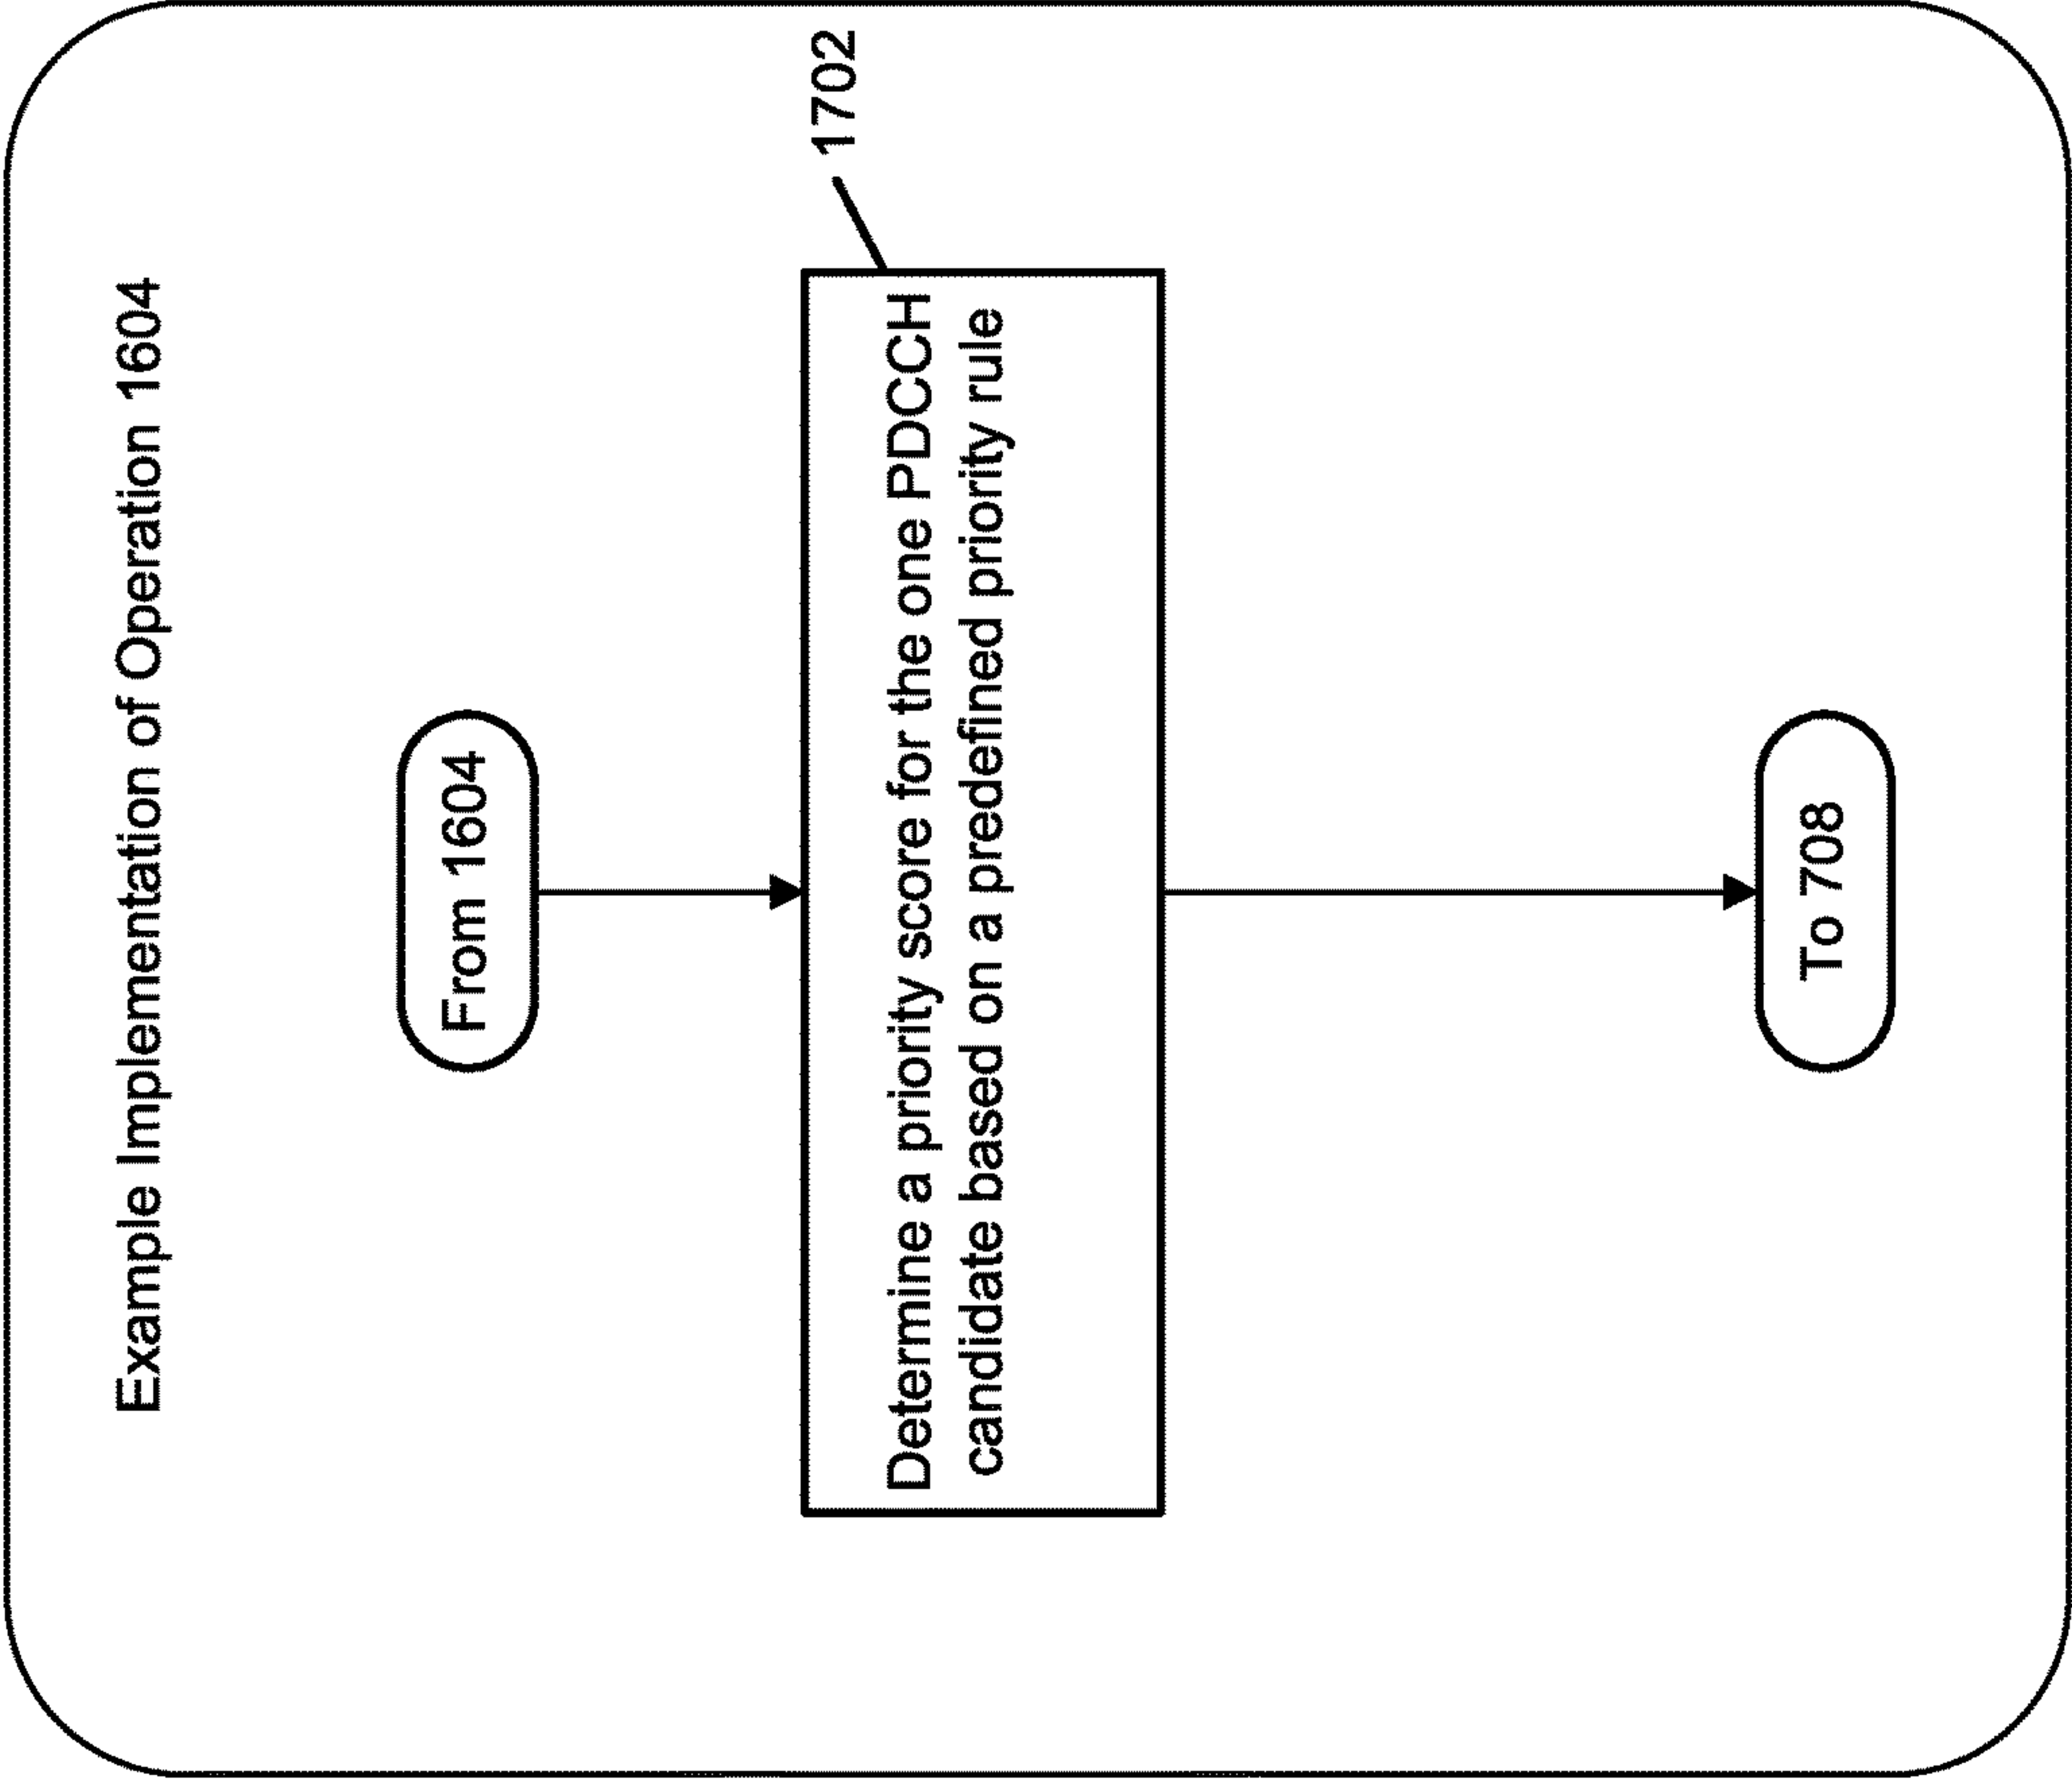 Example Implementation of Operation 1604
From 1604
1702
Determine a priority score for the one PDCCH
candidate based on a predefined priority rule
To 708